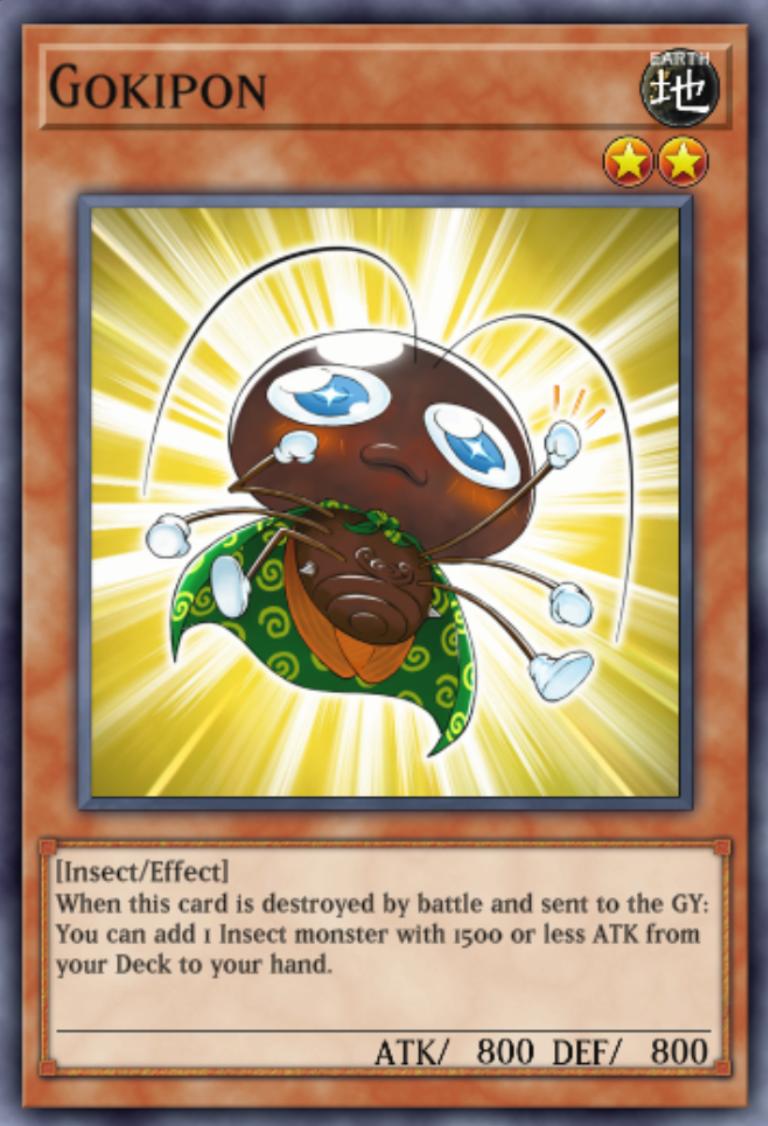 Gokipon
EARTH
地
[Insect/Effect]
When this card is destroyed by battle and sent to the GY:
You can add 1 Insect monster with 1500 or less ATK from
your Deck to your hand.
ATK/ 800 DEF/ 800